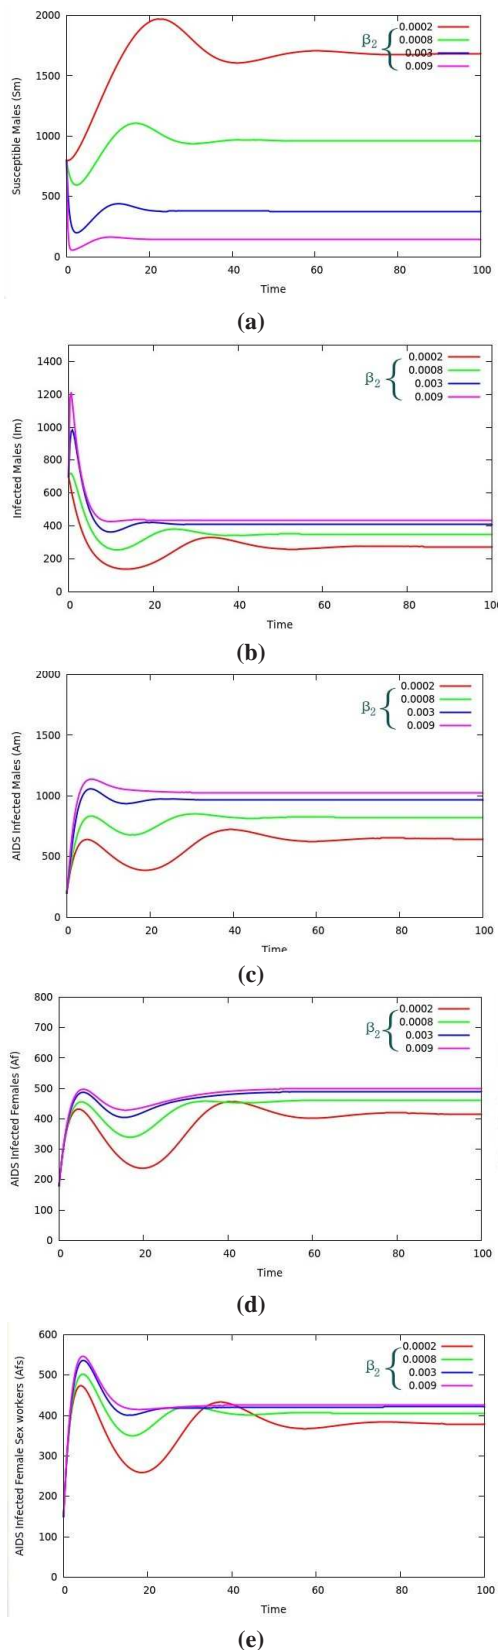 2000
1500
1000
500
0
Susceptible Males (Sm)
β2 {
0.0002
0.0008
0.003
0.009
0 20 40 60 80 100
Time
(a)
1400
1200
1000
800
600
400
200
0
Infected Males (Im)
β2 {
0.0002
0.0008
0.003
0.009
0 20 40 60 80 100
Time
(b)
2000
1500
1000
500
0
AIDS Infected Males (Am)
β2 {
0.0002
0.0008
0.003
0.009
0 20 40 60 80 100
Time
(c)
800
700
600
500
400
300
200
100
0
AIDS Infected Females (Af)
β2 {
0.0002
0.0008
0.003
0.009
0 20 40 60 80 100
Time
(d)
600
500
400
300
200
100
0
AIDS Infected Female Sex workers (Afs)
β2 {
0.0002
0.0008
0.003
0.009
0 20 40 60 80 100
Time
(e)